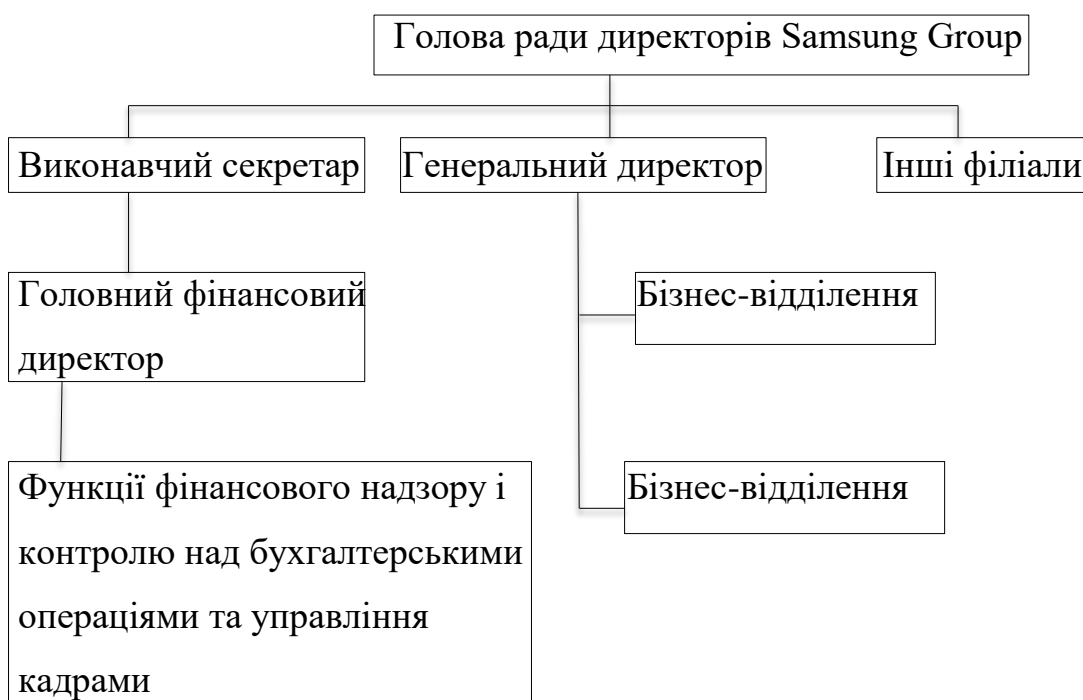 Голова ради директорів Samsung Group
Виконавчий секретар
Генеральний директор
Інші філіали
Головний фінансовий
директор
Бізнес-відділення
Функції фінансового надзору і
контролю над бухгалтерськими
операціями та управління
кадрами
Бізнес-відділення